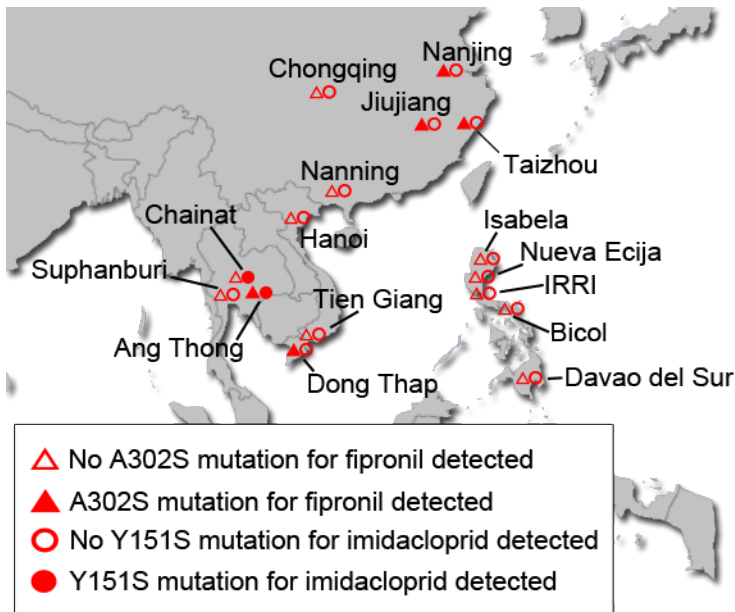 Nanjing
Chongqing
Jiujiang
Taizhou
Nanning
Chainat
Hanoi
Isabela
Suphanburi
Nueva Ecija
IRRI
Tien Giang
Ang Thong
Bicol
Dong Thap
Davao del Sur
No A302S mutation for fipronil detected
A302S mutation for fipronil detected
No Y151S mutation for imidacloprid detected
Y151S mutation for imidacloprid detected